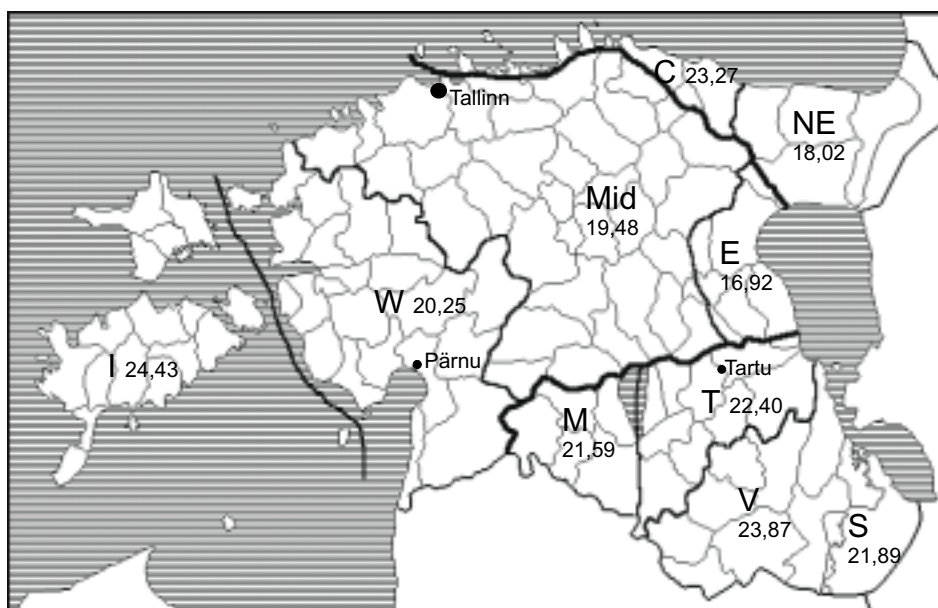 C 23,27
Tallinn
NE
18,02
Mid
19,48
E
16,92
W 20,25
I 24,43
Pärnu
Tartu
T 22,40
M
21,59
V
23,87
S
21,89